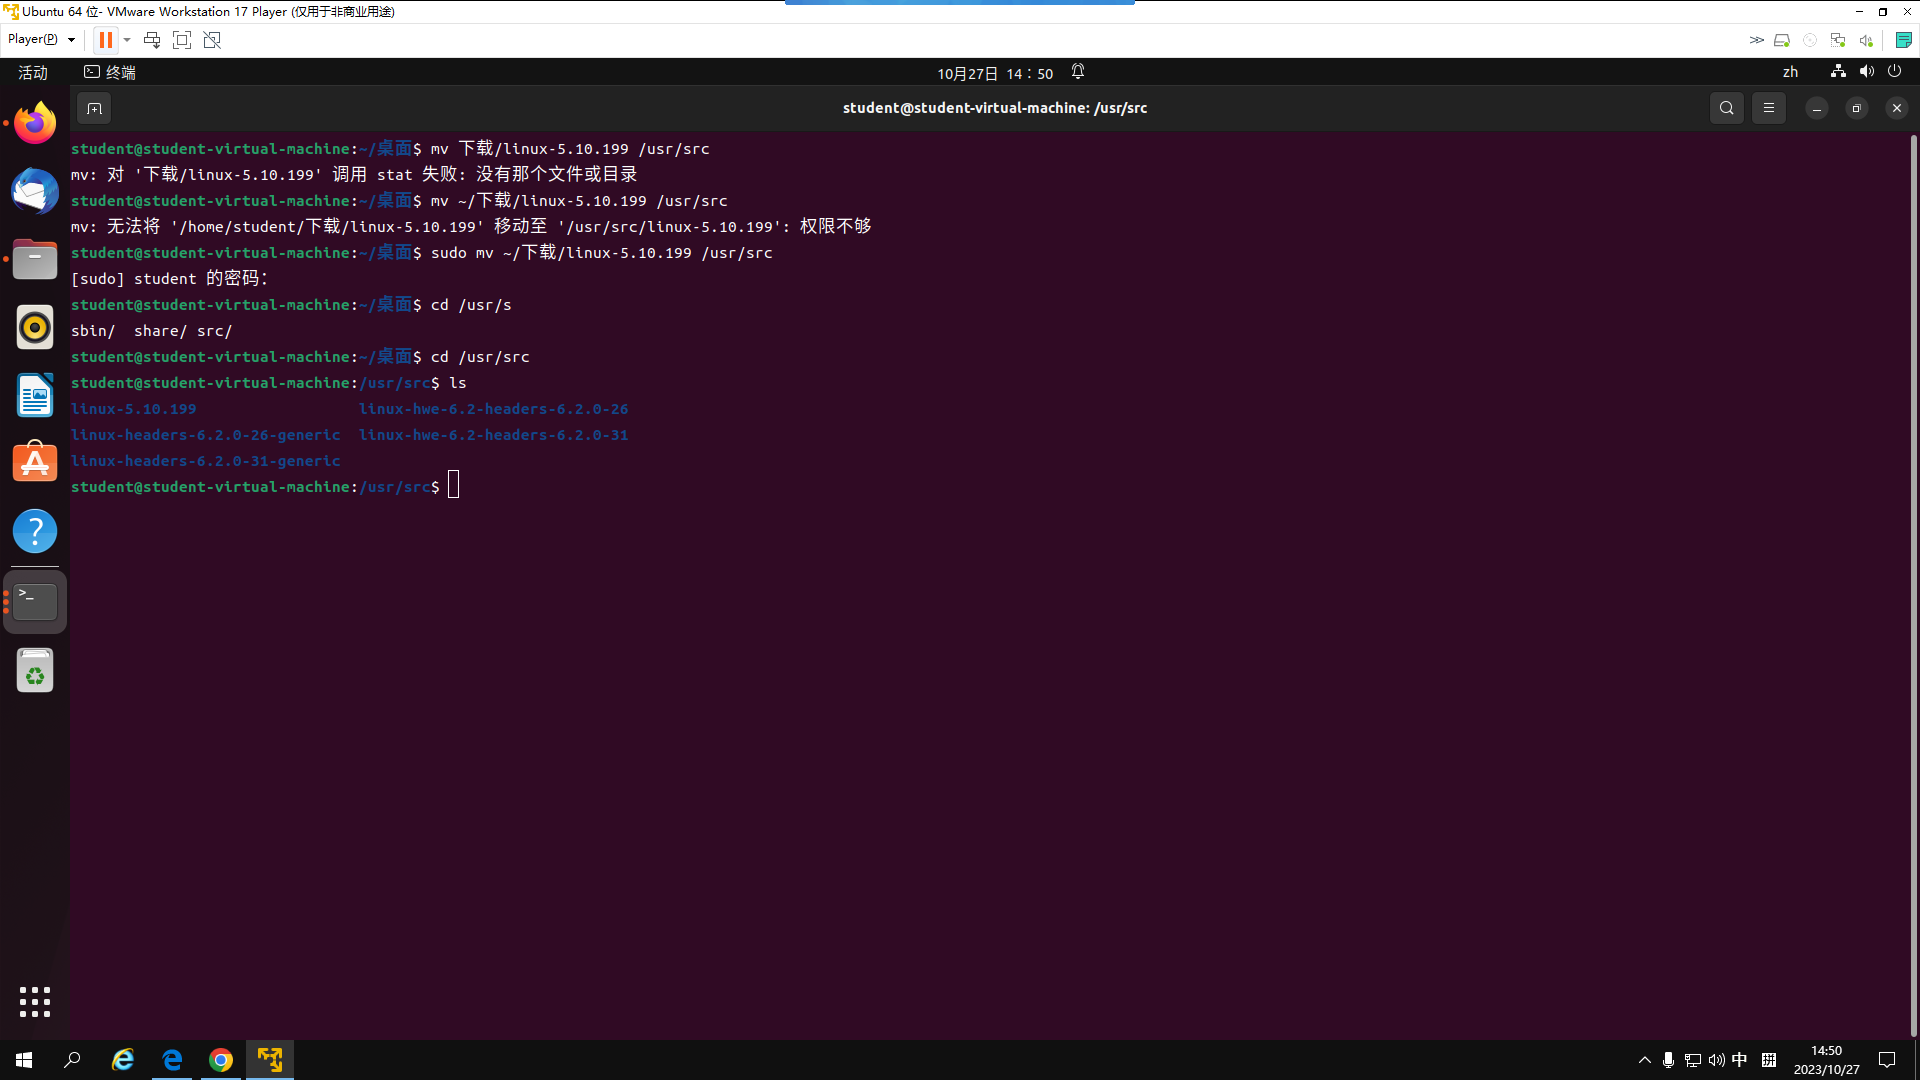 Ubuntu 64 位- VMware Workstation 17 Player (仅用于非商业用途)
Player(P)
活动
终端
10月27日 14:50
zh
student@student-virtual-machine: /usr/src
student@student-virtual-machine:~/桌面$ mv 下载/linux-5.10.199 /usr/src
mv: 对 '下载/linux-5.10.199' 调用 stat 失败: 没有那个文件或目录
student@student-virtual-machine:~/桌面$ mv ~/下载/linux-5.10.199 /usr/src
mv: 无法将 '/home/student/下载/linux-5.10.199' 移动至 '/usr/src/linux-5.10.199': 权限不够
student@student-virtual-machine:~/桌面$ sudo mv ~/下载/linux-5.10.199 /usr/src
[sudo] student 的密码：
student@student-virtual-machine:~/桌面$ cd /usr/s
sbin/  share/ src/
student@student-virtual-machine:~/桌面$ cd /usr/src
student@student-virtual-machine:/usr/src$ ls
linux-5.10.199                  linux-hwe-6.2-headers-6.2.0-26
linux-headers-6.2.0-26-generic  linux-hwe-6.2-headers-6.2.0-31
linux-headers-6.2.0-31-generic
student@student-virtual-machine:/usr/src$
中
14:50
2023/10/27